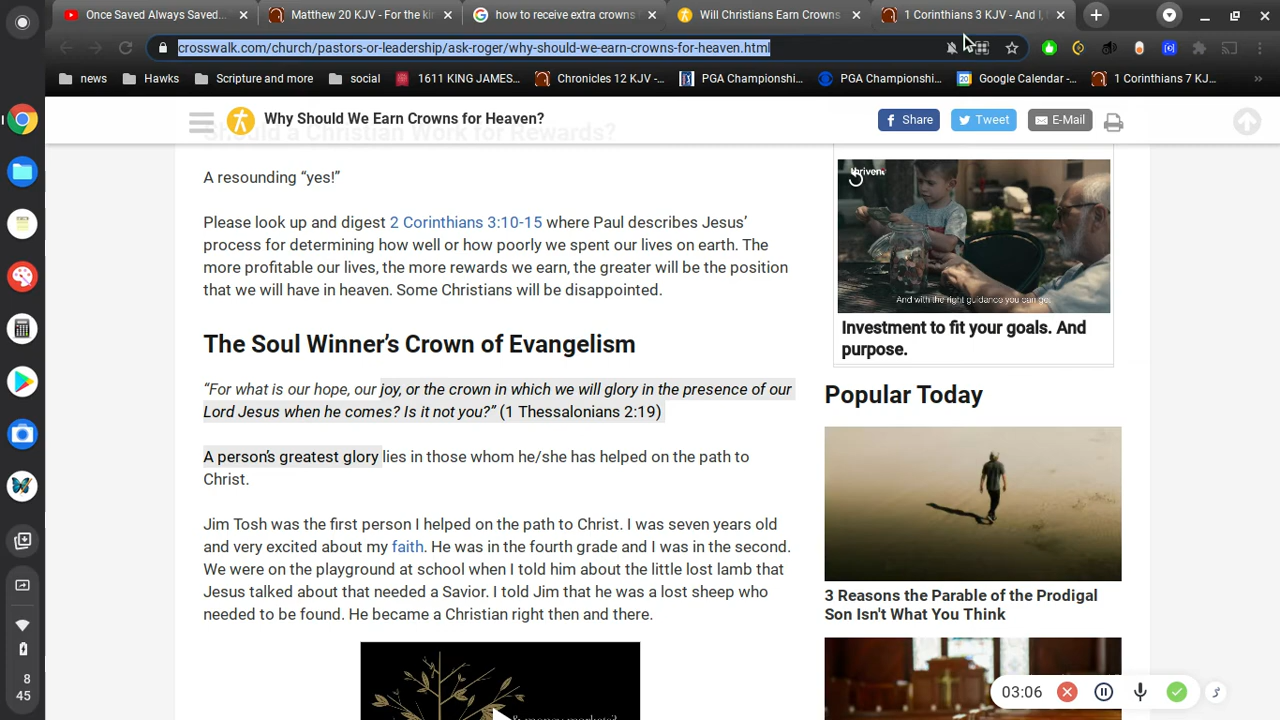 Once Saved Always Saved...
Matthew 20 KJV - For the ki
how to receive extra crowns
Will Christians Earn Crowns
1 Corinthians 3 KJV - And I,
crosswalk.com/church/pastors-or-leadership/ask-roger/why-should-we-earn-crowns-for-heaven.html
news
Hawks
Scripture and more
social
1611 KING JAMES...
Chronicles 12 KJV -...
PGA Championshi...
PGA Championshi...
Google Calendar -...
1 Corinthians 7 KJ...
Why Should We Earn Crowns for Heaven?
Share
Tweet
E-Mail
Should a Christian Work for Rewards?
A resounding “yes!”
Please look up and digest 2 Corinthians 3:10-15 where Paul describes Jesus’
process for determining how well or how poorly we spent our lives on earth. The
more profitable our lives, the more rewards we earn, the greater will be the position
that we will have in heaven. Some Christians will be disappointed.
The Soul Winner’s Crown of Evangelism
“For what is our hope, our joy, or the crown in which we will glory in the presence of our
Lord Jesus when he comes? Is it not you?” (1 Thessalonians 2:19)
A person’s greatest glory lies in those whom he/she has helped on the path to
Christ.
Jim Tosh was the first person I helped on the path to Christ. I was seven years old
and very excited about my faith. He was in the fourth grade and I was in the second.
We were on the playground at school when I told him about the little lost lamb that
Jesus talked about that needed a Savior. I told Jim that he was a lost sheep who
needed to be found. He became a Christian right then and there.
thrivent
And with the right guidance you can get
Investment to fit your goals. And
purpose.
Popular Today
3 Reasons the Parable of the Prodigal
Son Isn't What You Think
03:06
8
45